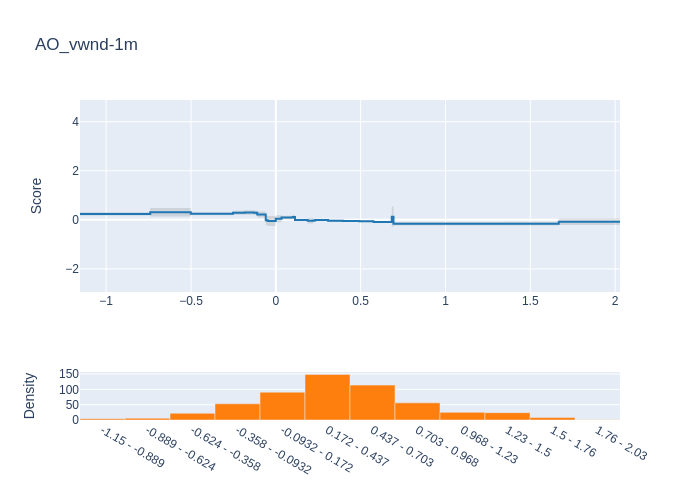 AO_vwnd-1m
4
2
0
−2
Score
−1
−0.5
0
0.5
1
1.5
2
150
100
50
0
Density
-1.15 - -0.889
-0.889 - -0.624
-0.624 - -0.358
-0.358 - -0.0932
-0.0932 - 0.172
0.172 - 0.437
0.437 - 0.703
0.703 - 0.968
0.968 - 1.23
1.23 - 1.5
1.5 - 1.76
1.76 - 2.03